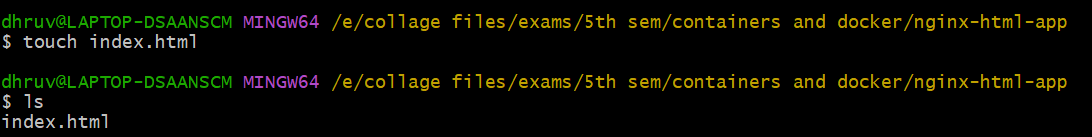 dhruv@LAPTOP-DSAANSCM MINGW64 /e/collage files/exams/5th sem/containers and docker/nginx-html-app
$ touch index.html
dhruv@LAPTOP-DSAANSCM MINGW64 /e/collage files/exams/5th sem/containers and docker/nginx-html-app
$ ls
index.html